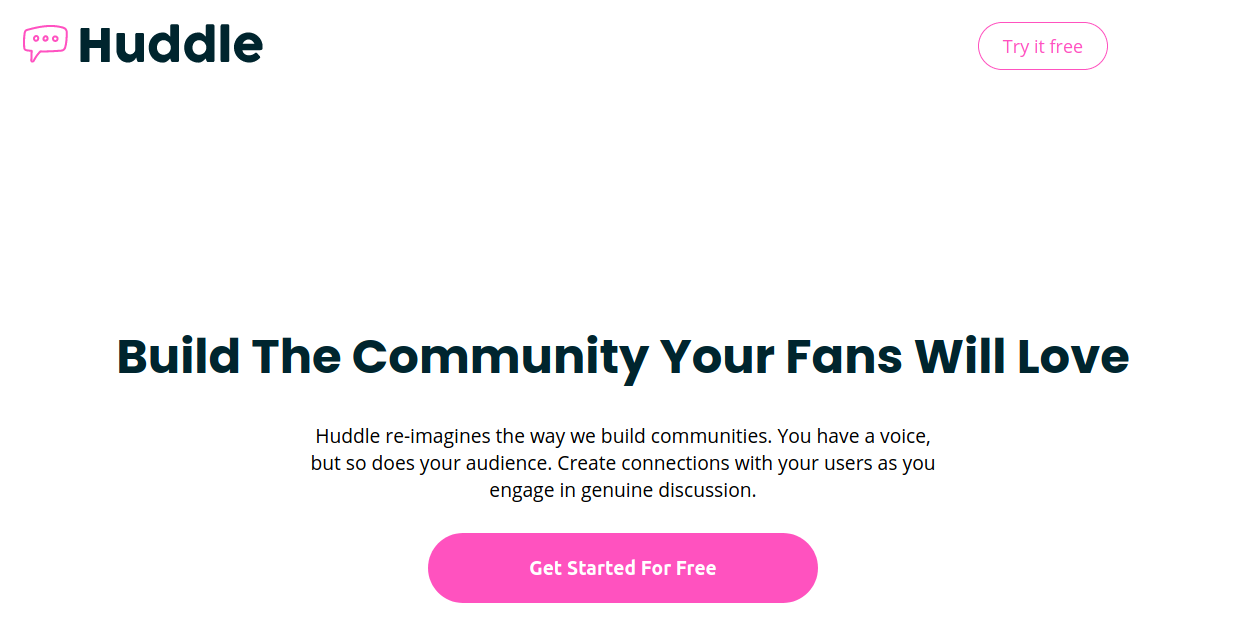 Huddle
Try it free
Build The Community Your Fans Will Love
Huddle re-imagines the way we build communities. You have a voice,
but so does your audience. Create connections with your users as you
engage in genuine discussion.
Get Started For Free